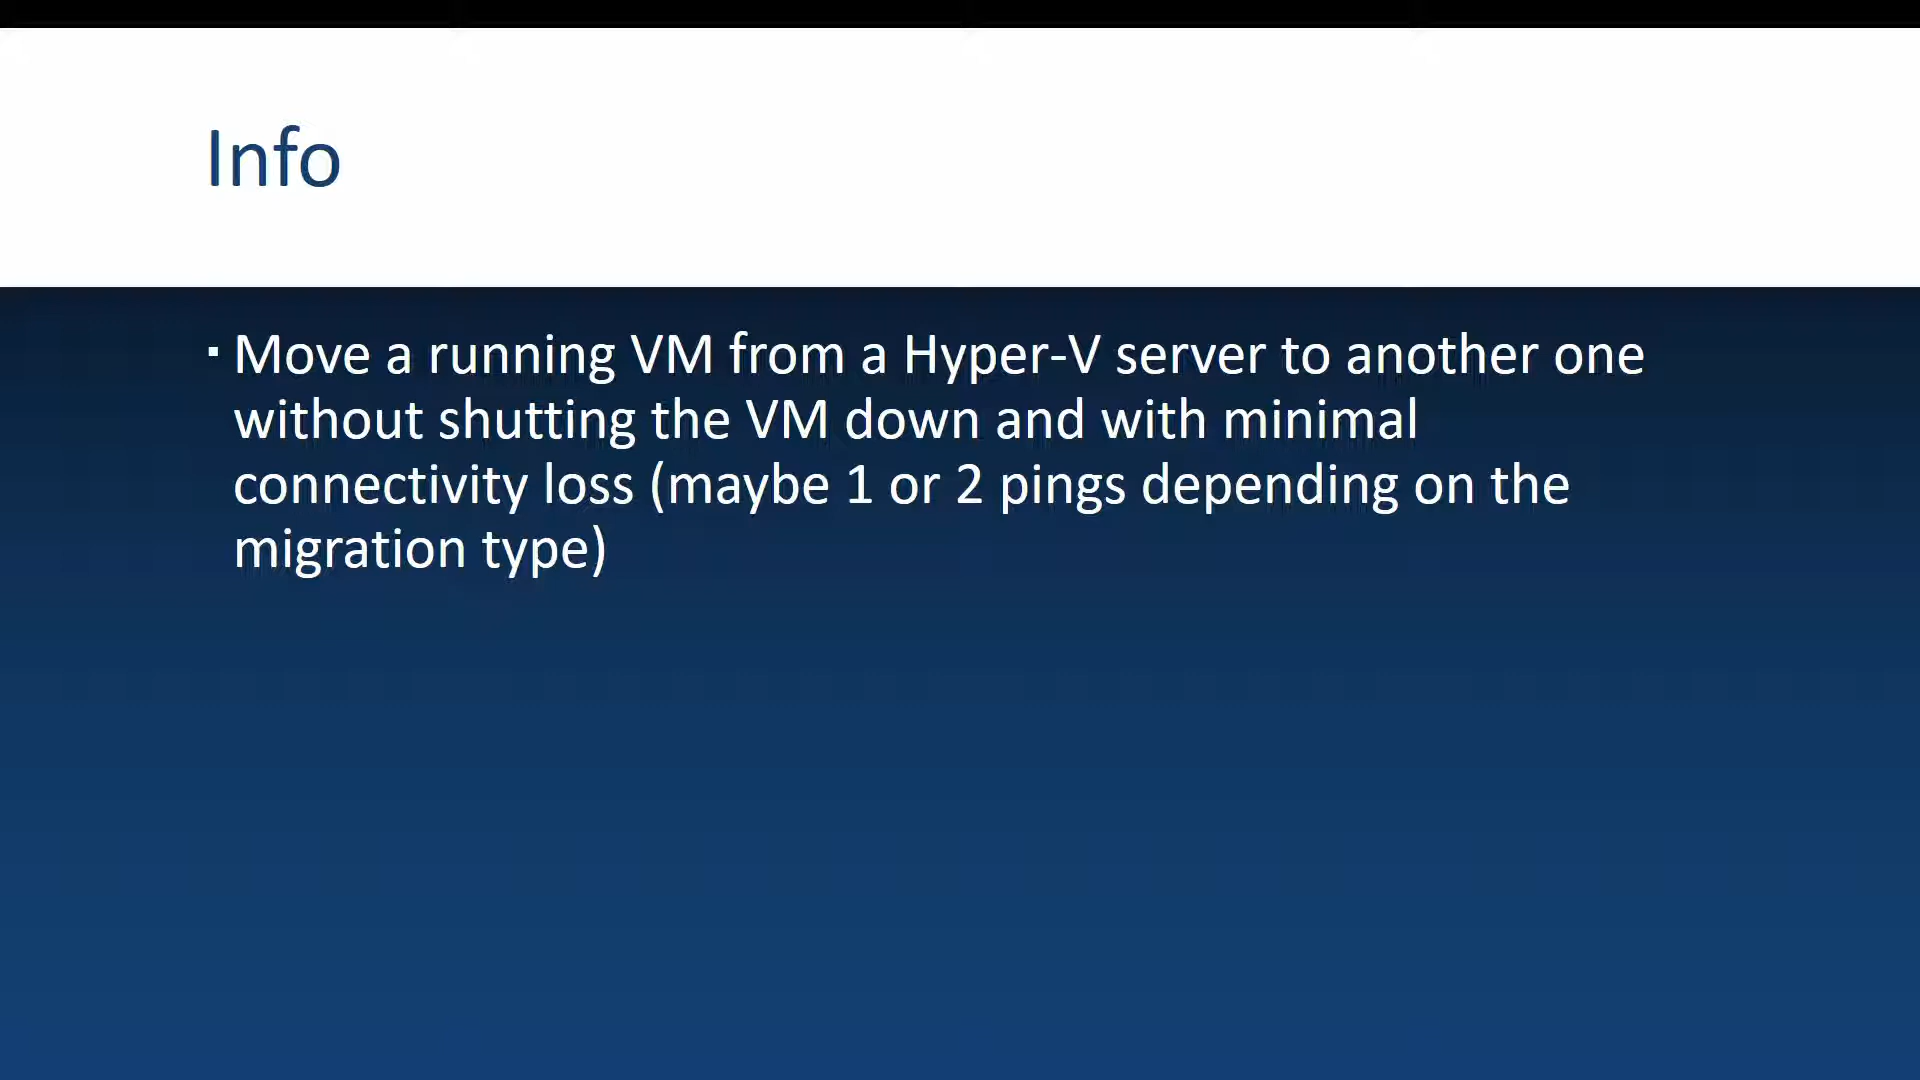 Info
▪ Move a running VM from a Hyper-V server to another one
without shutting the VM down and with minimal
connectivity loss (maybe 1 or 2 pings depending on the
migration type)